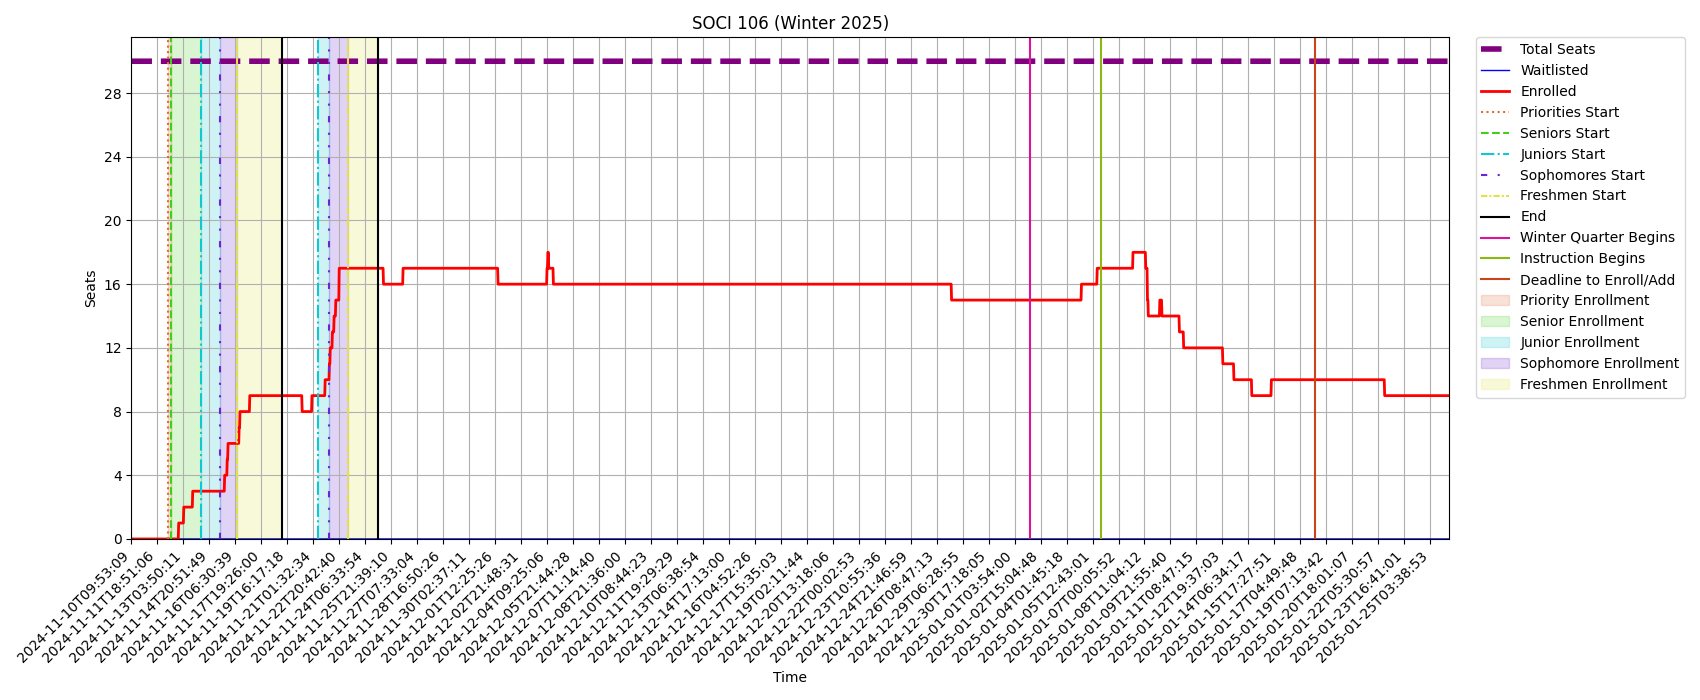 SOCI 106 (Winter 2025)
Seats
28
24
20
16
12
8
4
0
2024-11-10T09:53:09
2024-11-11T18:51:06
2024-11-13T03:50:11
2024-11-14T20:51:49
2024-11-16T06:30:39
2024-11-17T19:26:00
2024-11-19T16:17:18
2024-11-21T01:32:34
2024-11-22T20:42:40
2024-11-24T06:33:54
2024-11-25T21:39:10
2024-11-27T07:33:04
2024-11-28T16:50:26
2024-11-30T02:37:11
2024-12-01T12:25:26
2024-12-02T21:48:31
2024-12-04T09:25:06
2024-12-05T21:44:28
2024-12-07T11:14:40
2024-12-08T21:36:00
2024-12-10T08:44:23
2024-12-11T19:29:29
2024-12-13T06:38:54
2024-12-14T17:13:00
2024-12-16T04:52:26
2024-12-17T15:35:03
2024-12-19T02:11:44
2024-12-20T13:18:06
2024-12-22T00:02:53
2024-12-23T10:55:36
2024-12-24T21:46:59
2024-12-26T08:47:13
2024-12-29T06:28:55
2024-12-30T17:18:05
2025-01-01T03:54:00
2025-01-02T15:04:48
2025-01-04T01:45:18
2025-01-05T12:43:01
2025-01-07T00:05:52
2025-01-08T11:04:12
2025-01-09T21:55:40
2025-01-11T08:47:15
2025-01-12T19:37:03
2025-01-14T06:34:17
2025-01-15T17:27:51
2025-01-17T04:49:48
2025-01-19T07:13:42
2025-01-20T18:01:07
2025-01-22T05:30:57
2025-01-23T16:41:01
2025-01-25T03:38:53
Time
Total Seats
Waitlisted
Enrolled
Priorities Start
Seniors Start
Juniors Start
Sophomores Start
Freshmen Start
End
Winter Quarter Begins
Instruction Begins
Deadline to Enroll/Add
Priority Enrollment
Senior Enrollment
Junior Enrollment
Sophomore Enrollment
Freshmen Enrollment